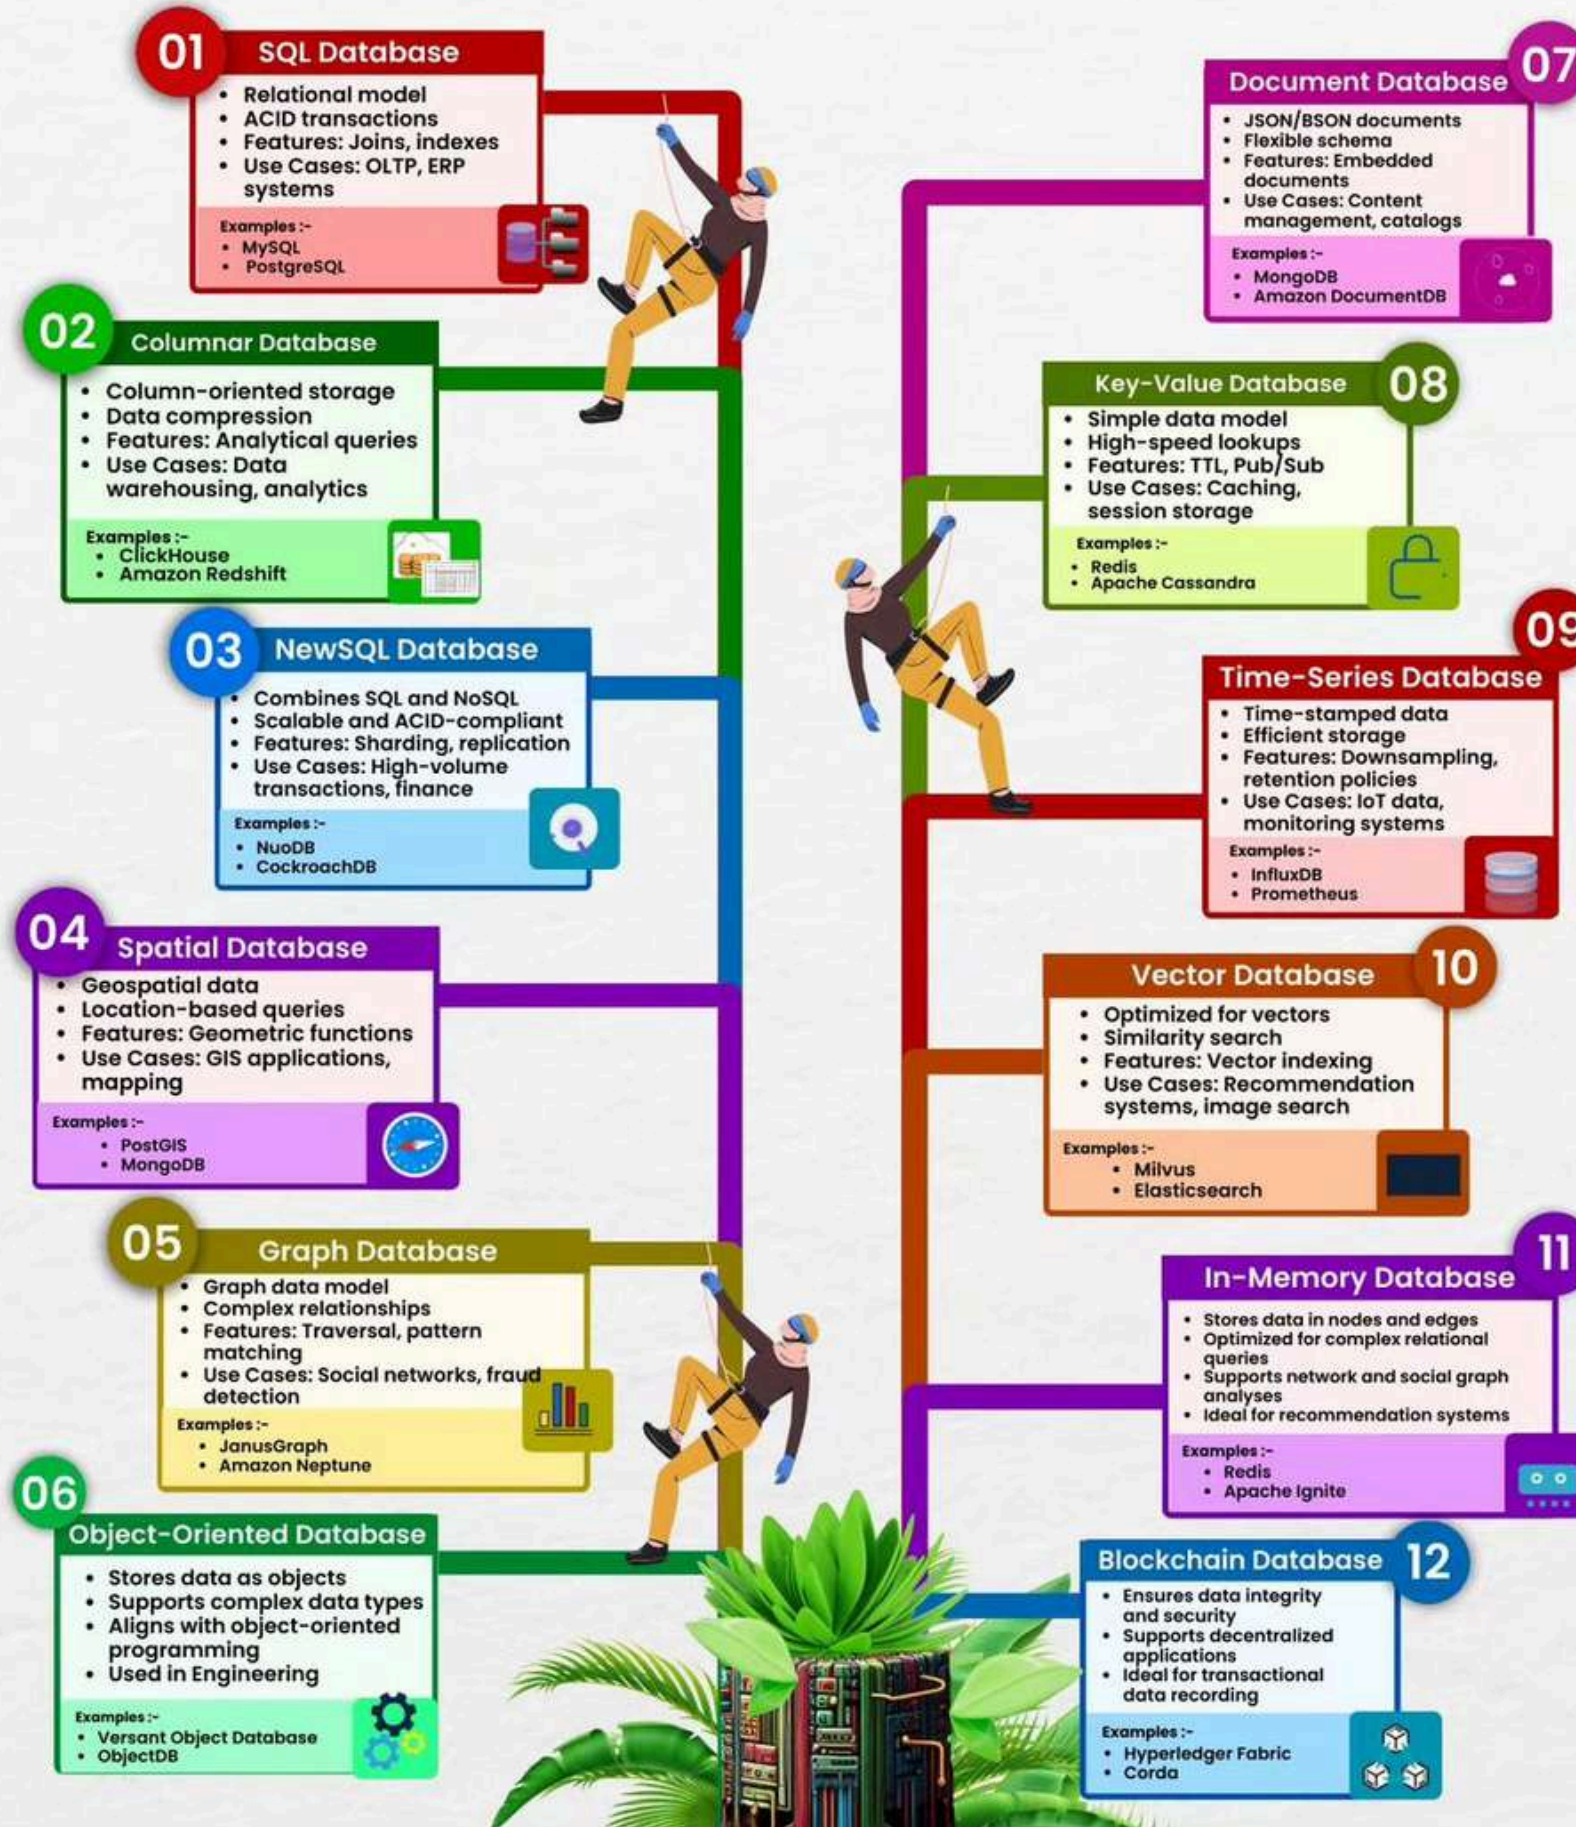 01
SQL Database
• Relational model
• ACID transactions
• Features: Joins, indexes
• Use Cases: OLTP, ERP
systems
Examples :-
• MySQL
• PostgreSQL
02
Columnar Database
• Column-oriented storage
• Data compression
• Features: Analytical queries
• Use Cases: Data
warehousing, analytics
Examples :-
• ClickHouse
• Amazon Redshift
03
NewSQL Database
• Combines SQL and NoSQL
• Scalable and ACID-compliant
• Features: Sharding, replication
• Use Cases: High-volume
transactions, finance
Examples :-
• NuoDB
• CockroachDB
04
Spatial Database
• Geospatial data
• Location-based queries
• Features: Geometric functions
• Use Cases: GIS applications,
mapping
Examples :-
• PostGIS
• MongoDB
05
Graph Database
• Graph data model
• Complex relationships
• Features: Traversal, pattern
matching
• Use Cases: Social networks, fraud
detection
Examples :-
• JanusGraph
• Amazon Neptune
06
Object-Oriented Database
• Stores data as objects
• Supports complex data types
• Aligns with object-oriented
programming
• Used in Engineering
Examples :-
• Versant Object Database
• ObjectDB
07
Document Database
• JSON/BSON documents
• Flexible schema
• Features: Embedded
documents
• Use Cases: Content
management, catalogs
Examples :-
• MongoDB
• Amazon DocumentDB
08
Key-Value Database
• Simple data model
• High-speed lookups
• Features: TTL, Pub/Sub
• Use Cases: Caching,
session storage
Examples :-
• Redis
• Apache Cassandra
09
Time-Series Database
• Time-stamped data
• Efficient storage
• Features: Downsampling,
retention policies
• Use Cases: IoT data,
monitoring systems
Examples :-
• InfluxDB
• Prometheus
10
Vector Database
• Optimized for vectors
• Similarity search
• Features: Vector indexing
• Use Cases: Recommendation
systems, image search
Examples :-
• Milvus
• Elasticsearch
11
In-Memory Database
• Stores data in nodes and edges
• Optimized for complex relational
queries
• Supports network and social graph
analyses
• Ideal for recommendation systems
Examples :-
• Redis
• Apache Ignite
12
Blockchain Database
• Ensures data integrity
and security
• Supports decentralized
applications
• Ideal for transactional
data recording
Examples :-
• Hyperledger Fabric
• Corda